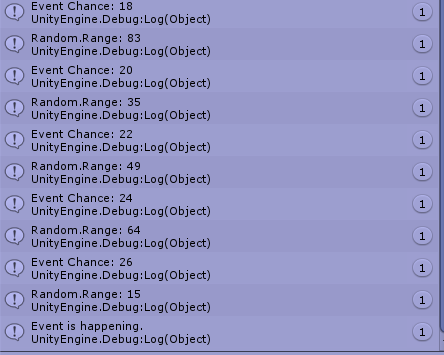 Event Chance: 18
UnityEngine.Debug:Log(Object)
1
Random.Range: 83
UnityEngine.Debug:Log(Object)
1
Event Chance: 20
UnityEngine.Debug:Log(Object)
1
Random.Range: 35
UnityEngine.Debug:Log(Object)
1
Event Chance: 22
UnityEngine.Debug:Log(Object)
1
Random.Range: 49
UnityEngine.Debug:Log(Object)
1
Event Chance: 24
UnityEngine.Debug:Log(Object)
1
Random.Range: 64
UnityEngine.Debug:Log(Object)
1
Event Chance: 26
UnityEngine.Debug:Log(Object)
1
Random.Range: 15
UnityEngine.Debug:Log(Object)
1
Event is happening.
UnityEngine.Debug:Log(Object)
1